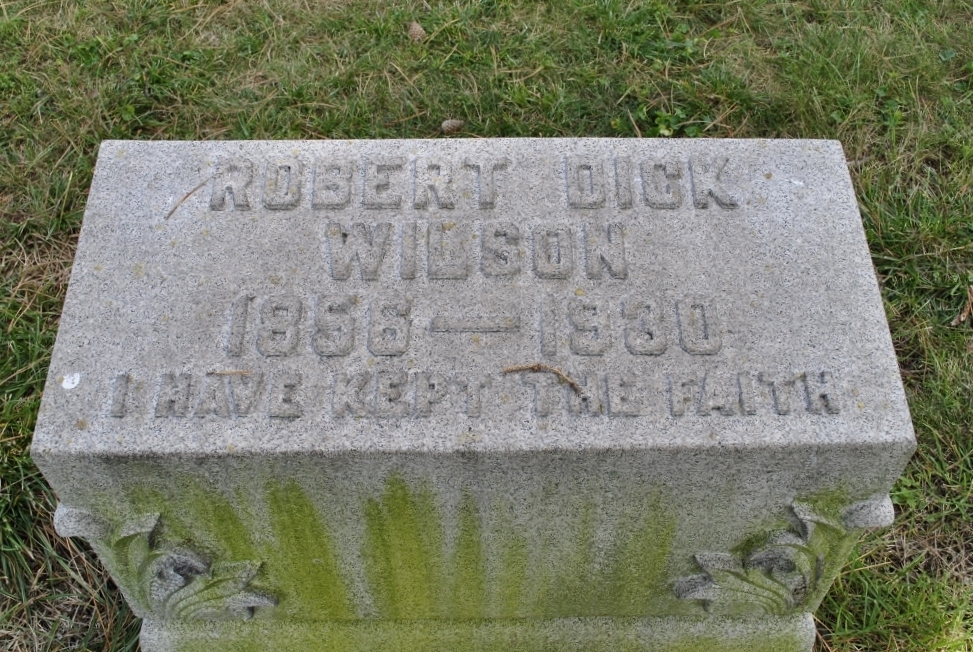 ROBERT DICK
WILSON
1856 — 1930
I HAVE KEPT THE FAITH